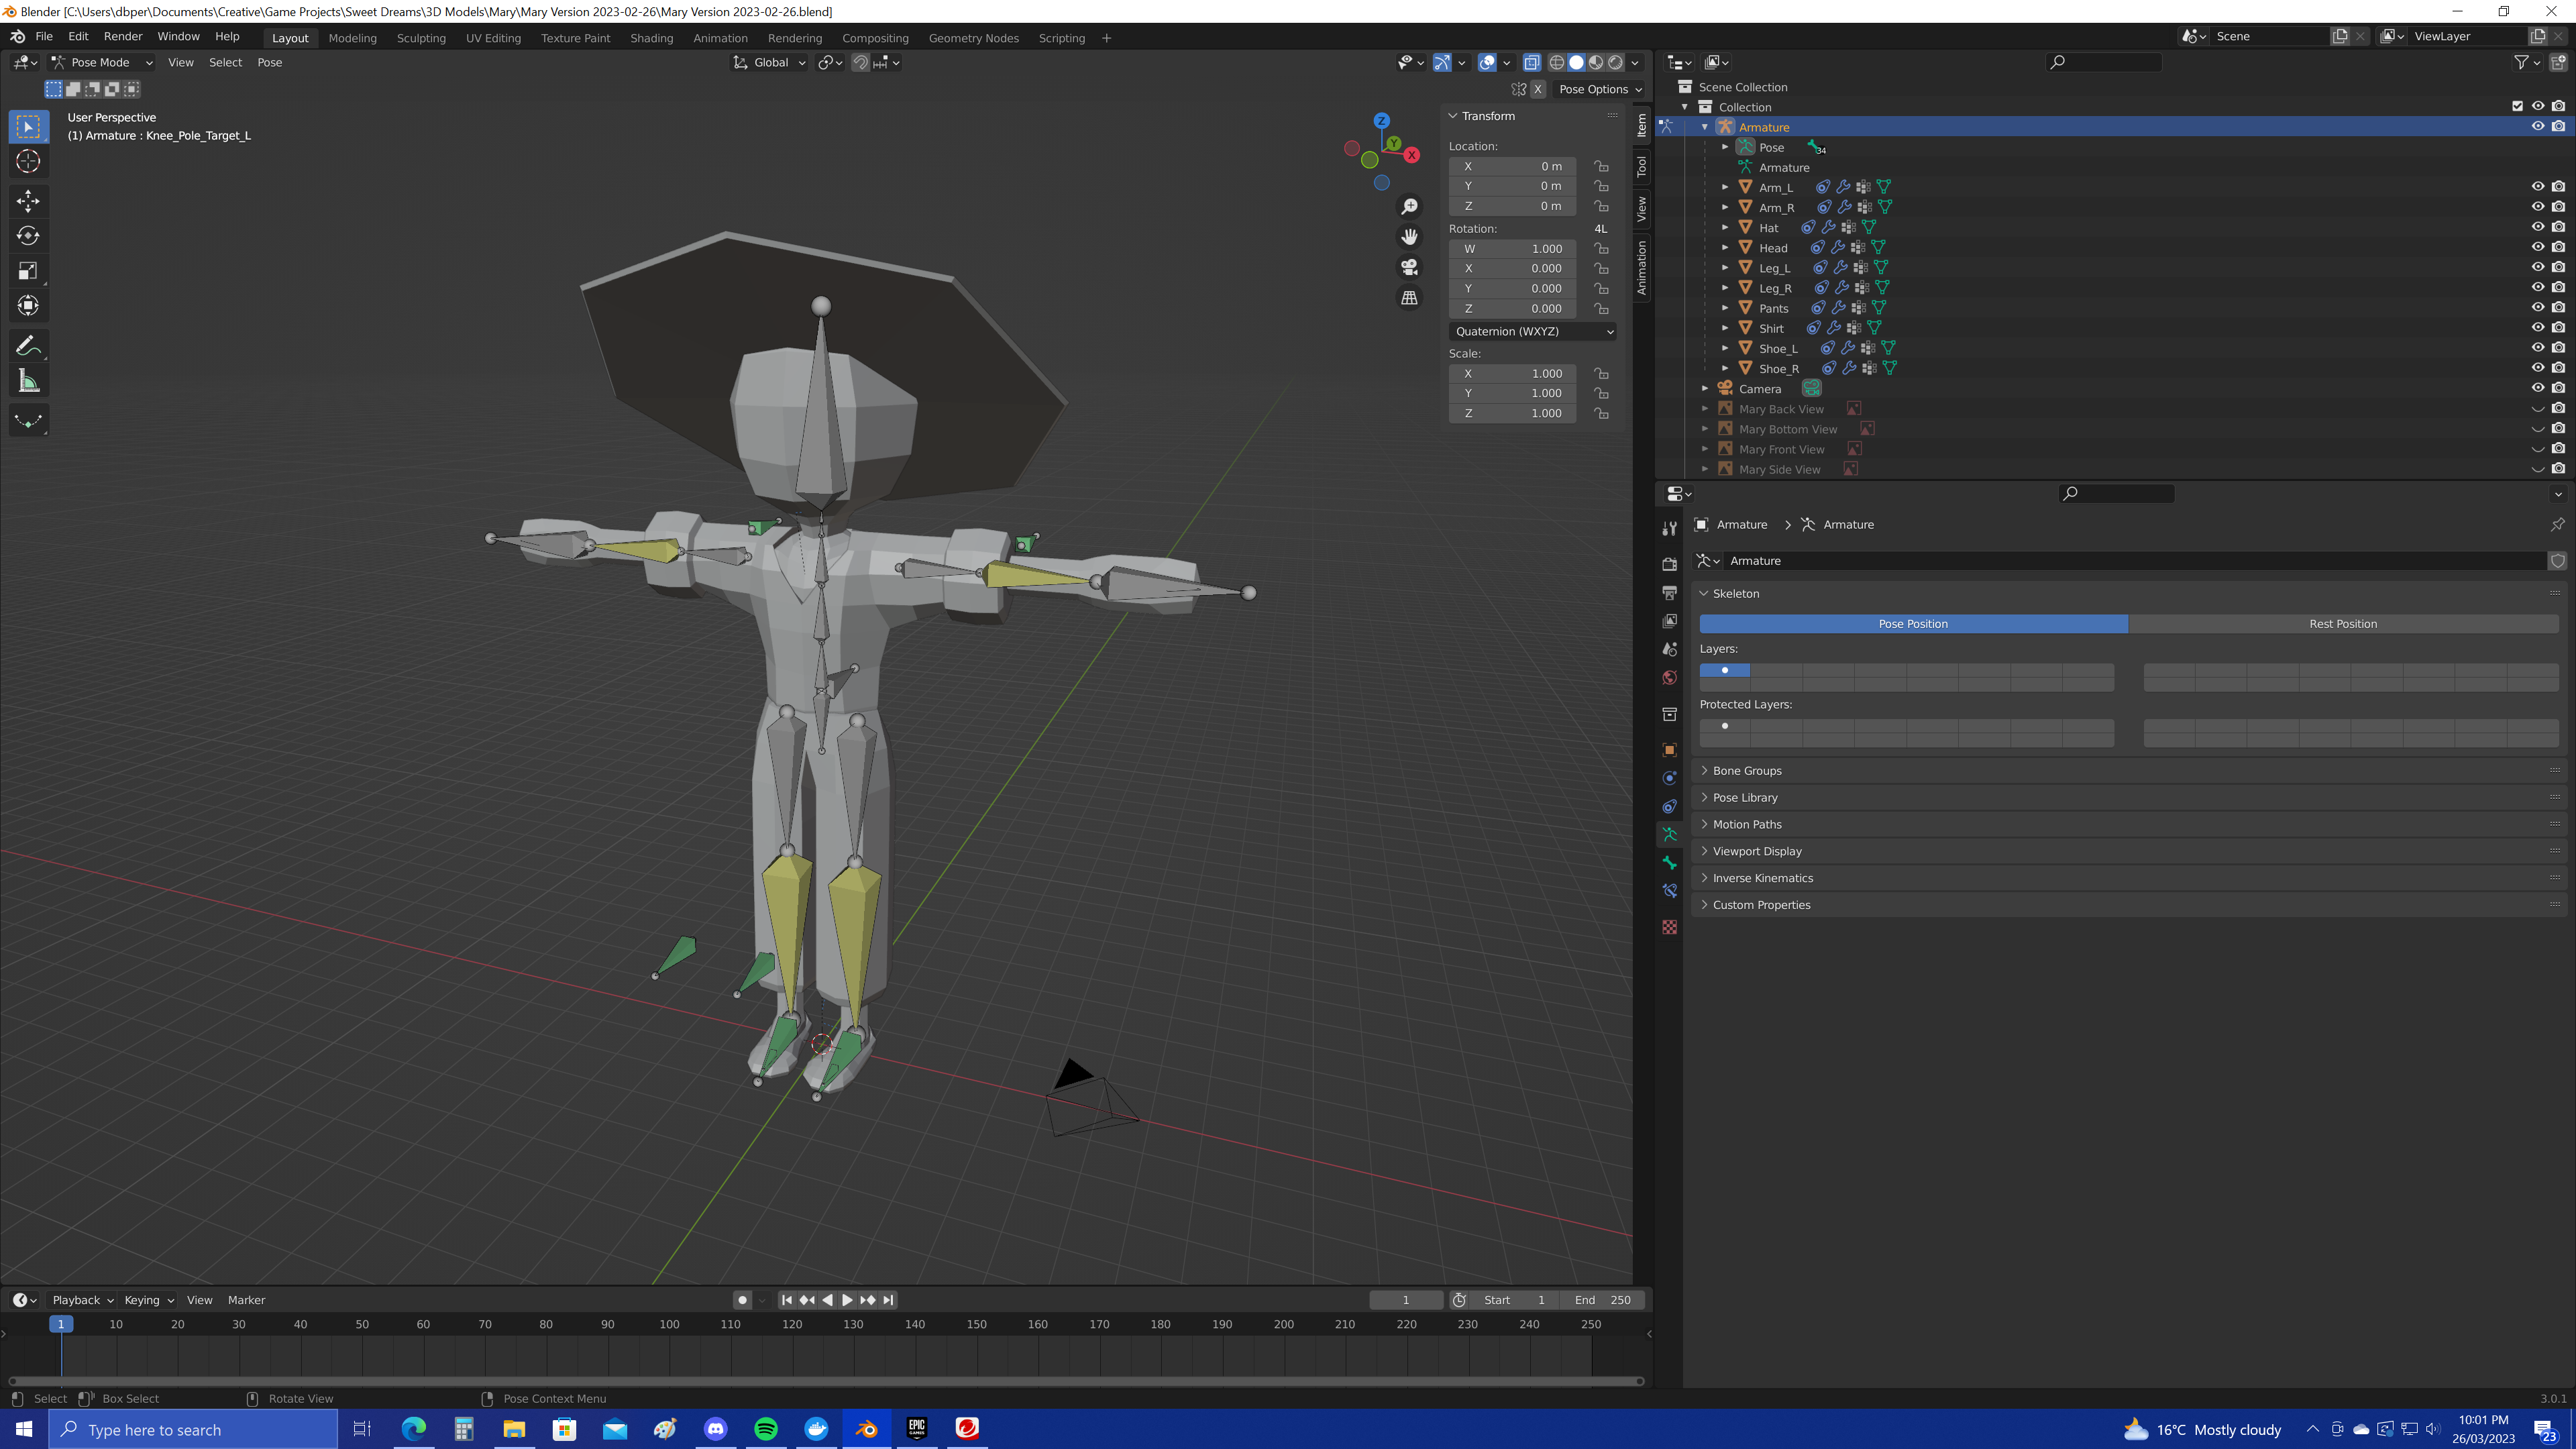 Blender [C:\Users\dbper\Documents\Creative\Game Projects\Sweet Dreams\3D Models\Mary\Mary Version 2023-02-26\Mary Version 2023-02-26.blend]
File Edit Render Window Help Layout Modeling Sculpting UV Editing Texture Paint Shading Animation Rendering Compositing Geometry Nodes Scripting + Scene ViewLayer
Pose Mode View Select Pose Global
X Pose Options
User Perspective
(1) Armature : Knee_Pole_Target_L
Z
Y
X
Transform
Location:
X 0 m
Y 0 m
Z 0 m
Rotation: 4L
W 1.000
X 0.000
Y 0.000
Z 0.000
Quaternion (WXYZ)
Scale:
X 1.000
Y 1.000
Z 1.000
Item
Tool
View
Animation
Scene Collection
Collection
Armature
Pose 34
Armature
Arm_L
Arm_R
Hat
Head
Leg_L
Leg_R
Pants
Shirt
Shoe_L
Shoe_R
Camera
Mary Back View
Mary Bottom View
Mary Front View
Mary Side View
Armature Armature
Armature
Skeleton
Pose Position Rest Position
Layers:
Protected Layers:
Bone Groups
Pose Library
Motion Paths
Viewport Display
Inverse Kinematics
Custom Properties
Playback Keying View Marker 1 Start 1 End 250
1 10 20 30 40 50 60 70 80 90 100 110 120 130 140 150 160 170 180 190 200 210 220 230 240 250
Select Box Select Rotate View Pose Context Menu 3.0.1
Type here to search EPIC GAMES 16°C Mostly cloudy 10:01 PM
26/03/2023 23